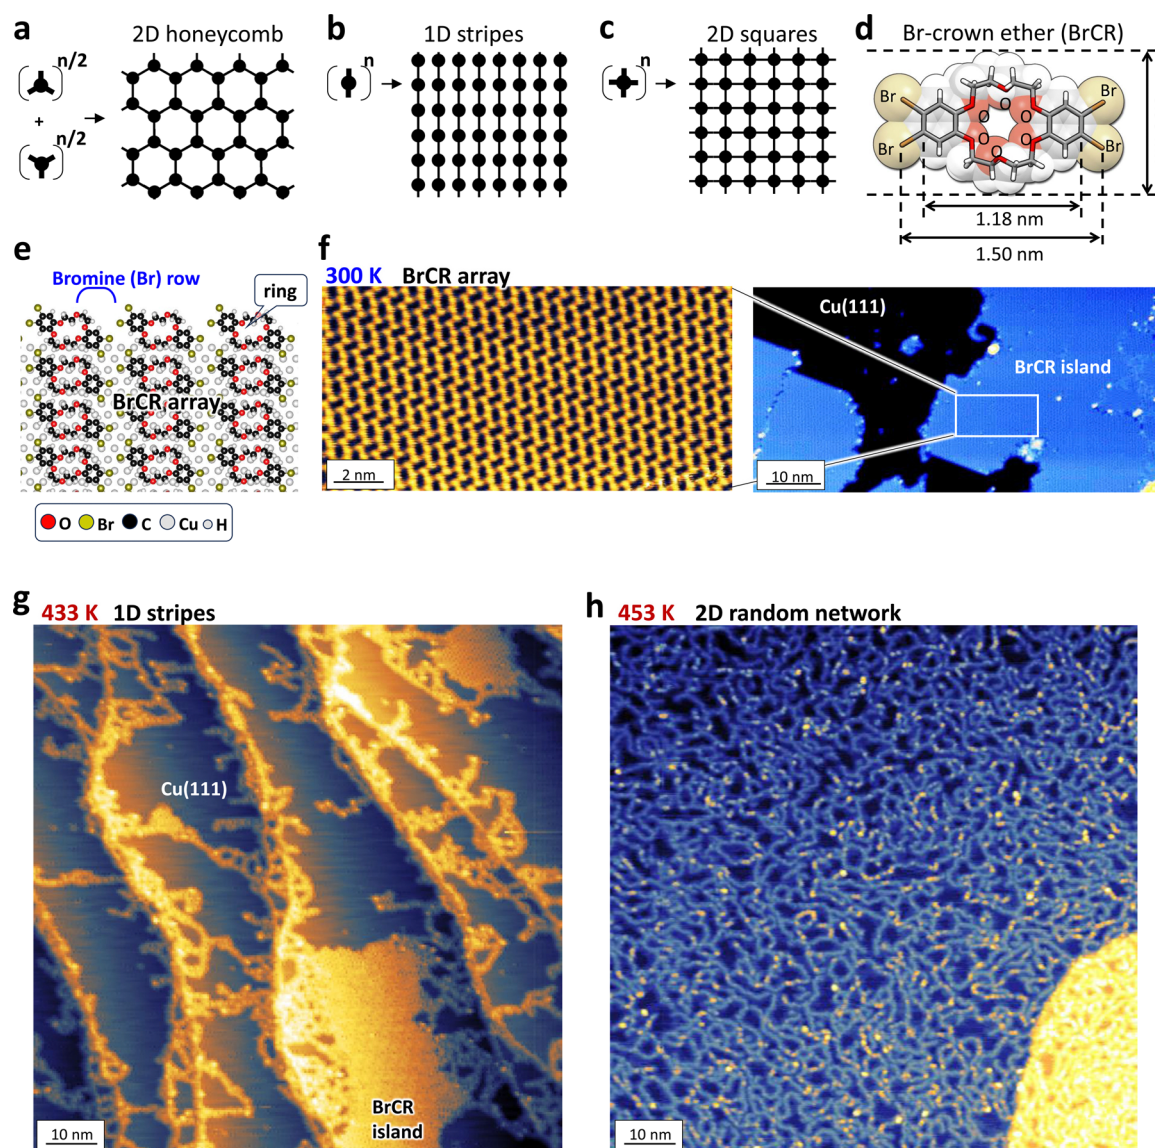 a
2D honeycomb
n/2
+
n/2
b
1D stripes
n
c
2D squares
n
d
Br-crown ether (BrCR)
Br
Br
Br
Br
O
O
O
O
O
O
1.18 nm
1.50 nm
e
Bromine (Br) row
ring
BrCR array
O Br C Cu H
f
300 K BrCR array
2 nm
Cu(111)
BrCR island
10 nm
g
433 K 1D stripes
Cu(111)
BrCR
island
10 nm
h
453 K 2D random network
10 nm